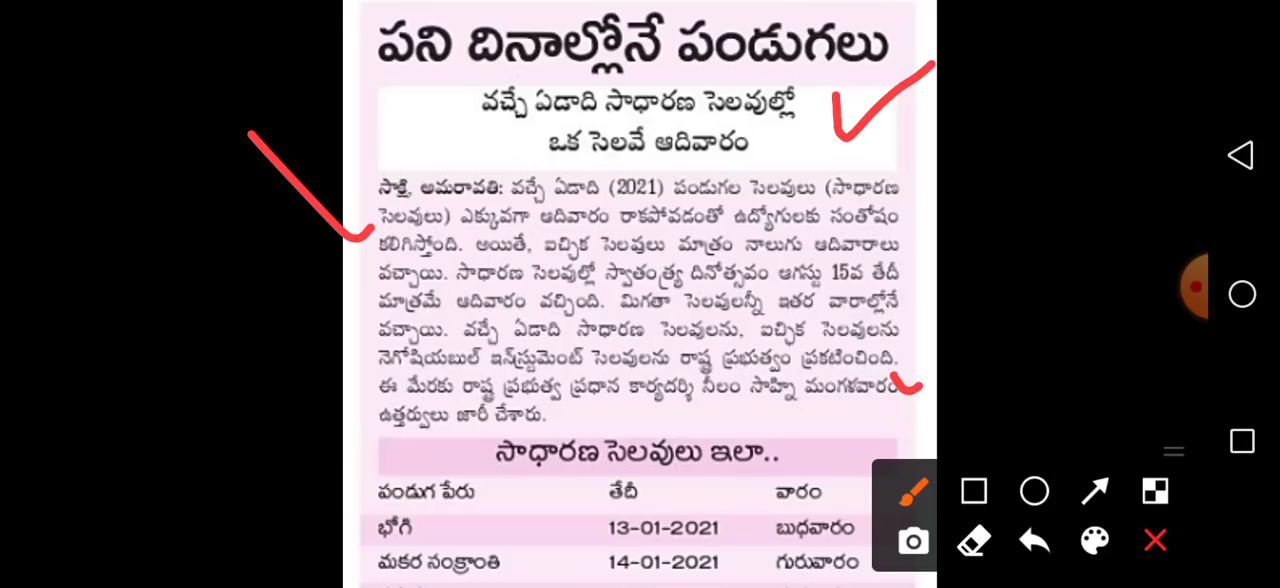 పని దినాల్లోనే పండుగలు
వచ్చే ఏడాది సాధారణ సెలవుల్లో
ఒక సెలవే ఆదివారం
సాక్షి, అమరావతి: వచ్చే ఏడాది (2021) పండుగల సెలవులు (సాధారణ
సెలవులు) ఎక్కువగా ఆదివారం రాకపోవడంతో ఉద్యోగులకు సంతోషం
కలిగిస్తోంది. అయితే, ఐచ్ఛిక సెలవులు మాత్రం నాలుగు ఆదివారాలు
వచ్చాయి. సాధారణ సెలవుల్లో స్వాతంత్ర్య దినోత్సవం ఆగస్టు 15వ తేదీ
మాత్రమే ఆదివారం వచ్చింది. మిగతా సెలవులన్నీ ఇతర వారాల్లోనే
వచ్చాయి. వచ్చే ఏడాది సాధారణ సెలవులను, ఐచ్ఛిక సెలవులను
నెగోషియబుల్ ఇన్‌స్ట్రుమెంట్ సెలవులను రాష్ట్ర ప్రభుత్వం ప్రకటించింది.
ఈ మేరకు రాష్ట్ర ప్రభుత్వ ప్రధాన కార్యదర్శి నీలం సాహ్ని మంగళవారం
ఉత్తర్వులు జారీ చేశారు.
సాధారణ సెలవులు ఇలా..
పండుగ పేరు తేదీ వారం
భోగి 13-01-2021 బుధవారం
మకర సంక్రాంతి 14-01-2021 గురువారం